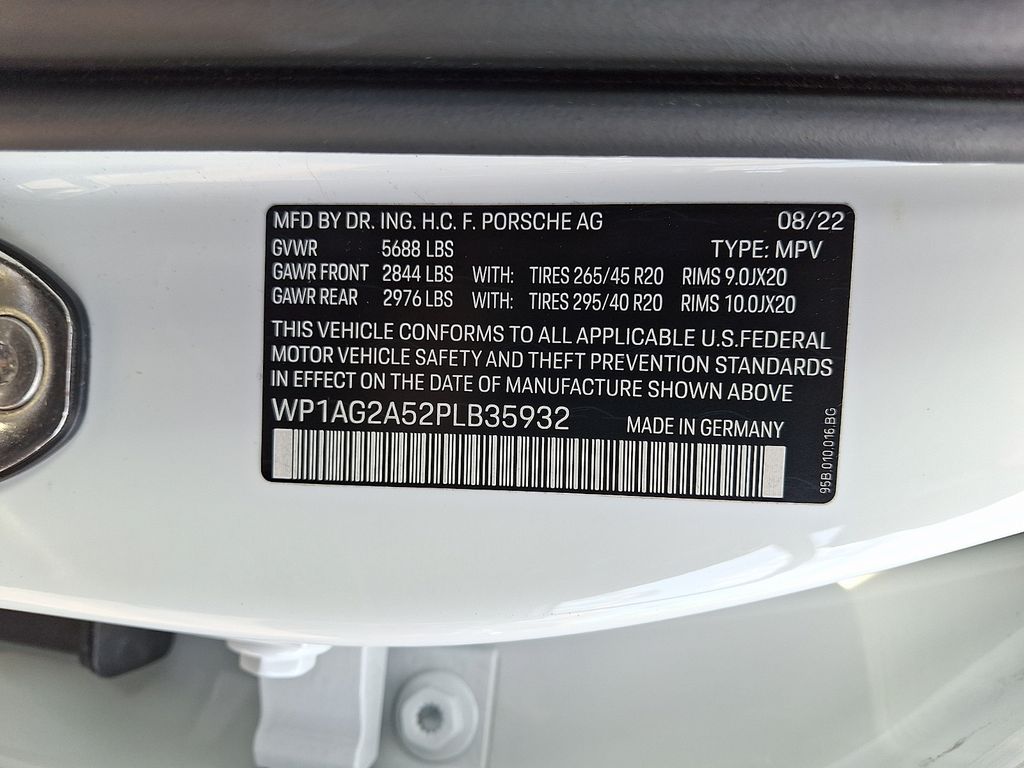 MFD BY DR. ING. H.C. F. PORSCHE AG 08/22
GVWR 5688 LBS TYPE: MPV
GAWR FRONT 2844 LBS WITH: TIRES 265/45 R20 RIMS 9.0JX20
GAWR REAR 2976 LBS WITH: TIRES 295/40 R20 RIMS 10.0JX20
THIS VEHICLE CONFORMS TO ALL APPLICABLE U.S.FEDERAL
MOTOR VEHICLE SAFETY AND THEFT PREVENTION STANDARDS
IN EFFECT ON THE DATE OF MANUFACTURE SHOWN ABOVE
WP1AG2A52PLB35932 MADE IN GERMANY
95B.010.016.BG